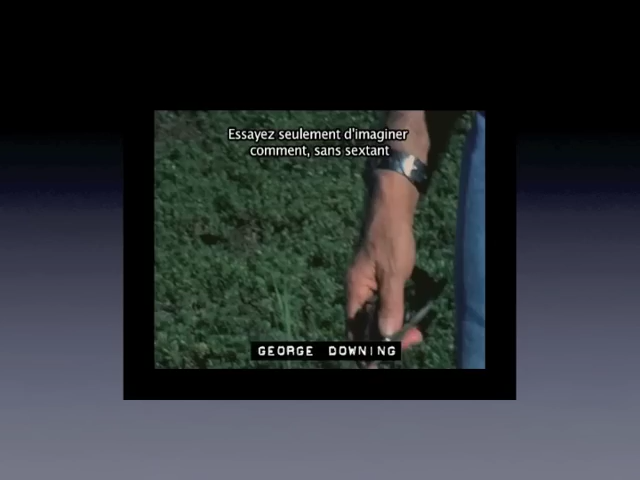 Essayez seulement d'imaginer
comment, sans sextant
GEORGE DOWNING